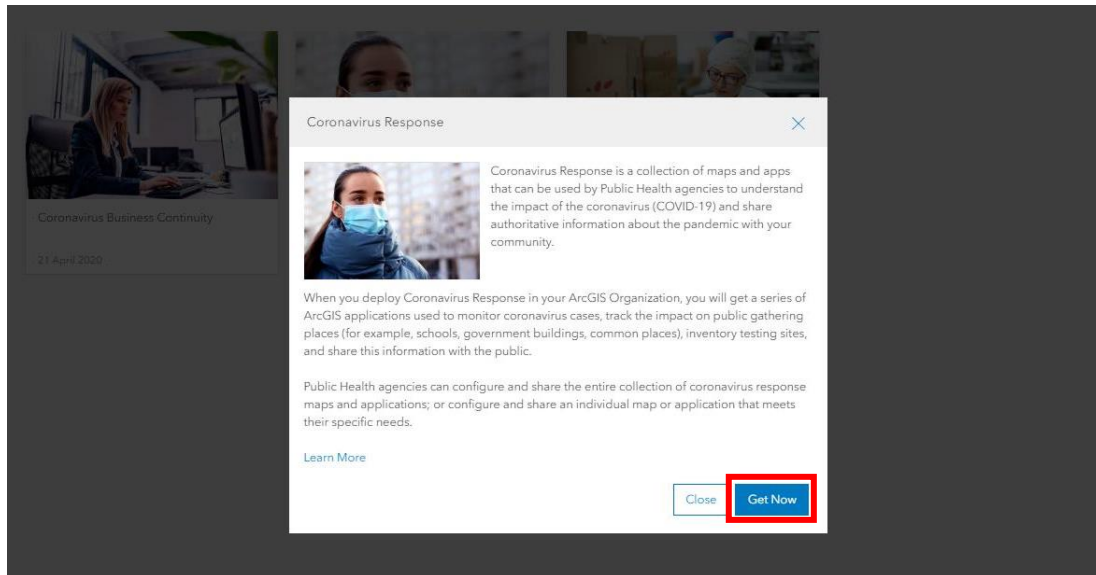 Coronavirus Response
Coronavirus Response is a collection of maps and apps
that can be used by Public Health agencies to understand
the impact of the coronavirus (COVID-19) and share
authoritative information about the pandemic with your
community.
When you deploy Coronavirus Response in your ArcGIS Organization, you will get a series of
ArcGIS applications used to monitor coronavirus cases, track the impact on public gathering
places (for example, schools, government buildings, common places), inventory testing sites,
and share this information with the public.
Public Health agencies can configure and share the entire collection of coronavirus response
maps and applications; or configure and share an individual map or application that meets
their specific needs.
Learn More
Close
Get Now
Coronavirus Business Continuity
21 April 2020